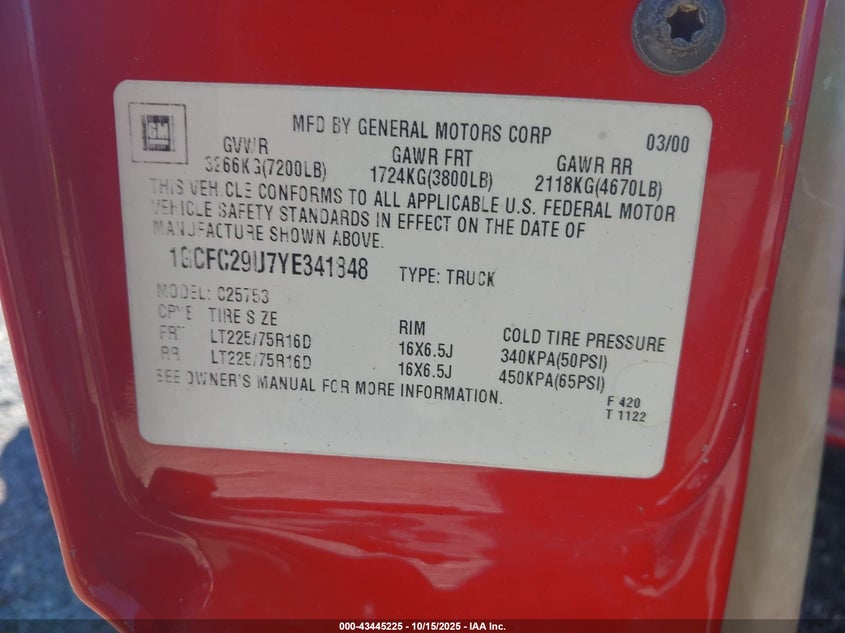 GM
MFD BY GENERAL MOTORS CORP 03/00
GVWR GAWR FRT GAWR RR
3266KG(7200LB) 1724KG(3800LB) 2118KG(4670LB)
THIS VEHICLE CONFORMS TO ALL APPLICABLE U.S. FEDERAL MOTOR
VEHICLE SAFETY STANDARDS IN EFFECT ON THE DATE OF
MANUFACTURE SHOWN ABOVE.
1GCFC29U7YE341848 TYPE: TRUCK
MODEL: C25753
TIRE SIZE RIM COLD TIRE PRESSURE
FRT LT225/75R16D 16X6.5J 340KPA(50PSI)
RR LT225/75R16D 16X6.5J 450KPA(65PSI)
SEE OWNER'S MANUAL FOR MORE INFORMATION.
F 420
T 1122
000-43445225 - 10/15/2025 - IAA Inc.